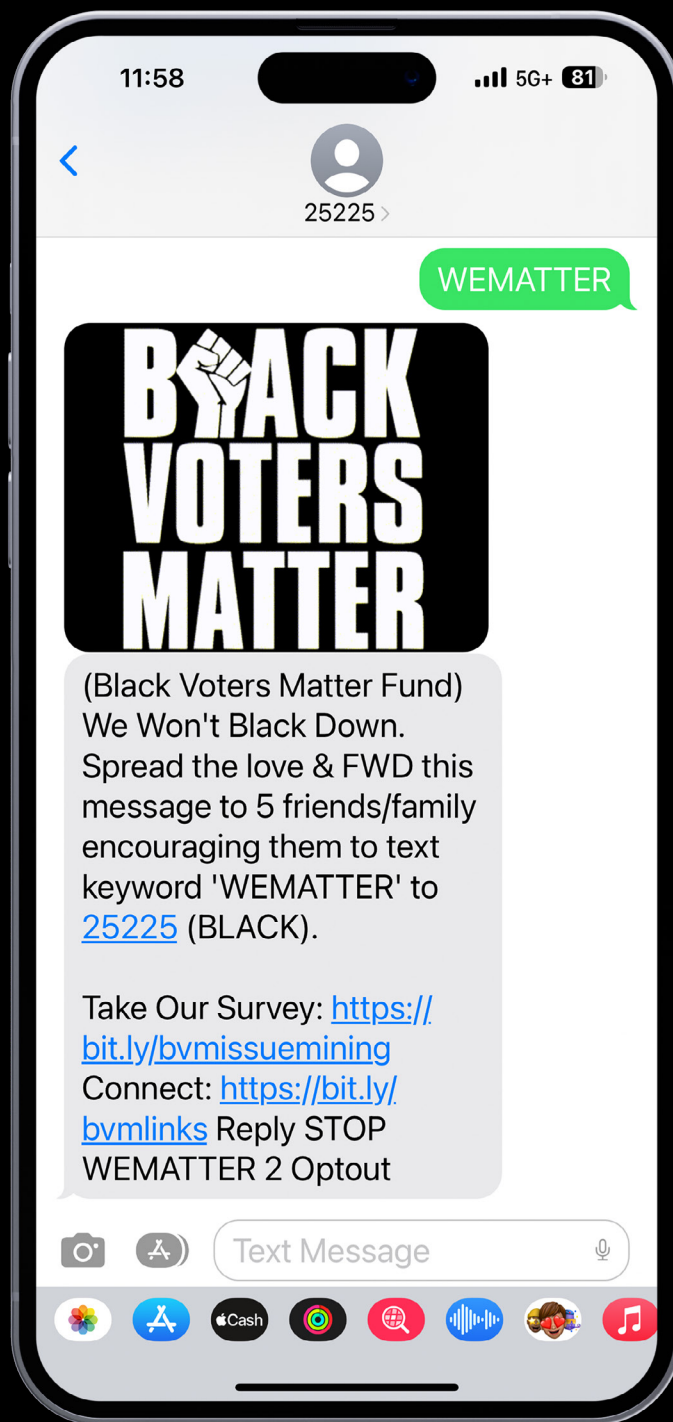 11:58
5G+ 81
25225
WEMATTER
BLACK
VOTERS
MATTER
(Black Voters Matter Fund)
We Won't Black Down.
Spread the love & FWD this
message to 5 friends/family
encouraging them to text
keyword 'WEMATTER' to
25225 (BLACK).
Take Our Survey: https://
bit.ly/bvmissuemining
Connect: https://bit.ly/
bvmlinks Reply STOP
WEMATTER 2 Optout
Text Message
Cash